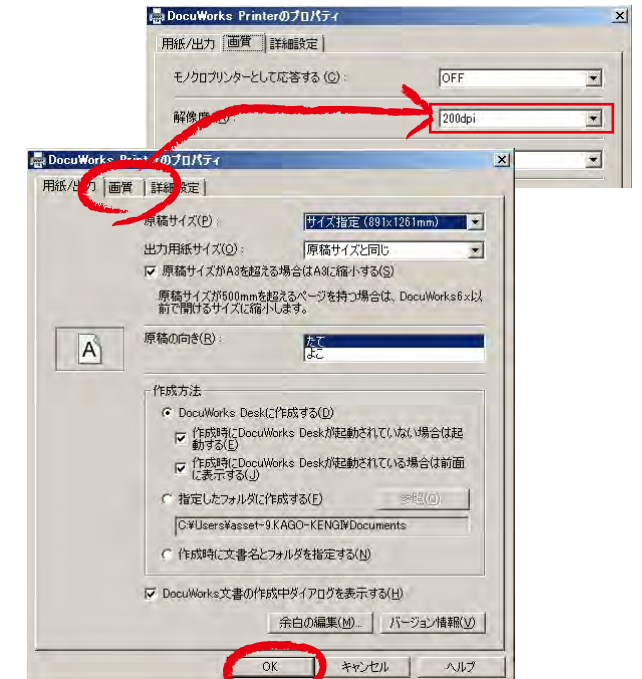 DocuWorks Printerのプロパティ
用紙/出力 画質 詳細設定
モノクロプリンターとして応答する(C): OFF
解像度(R): 200dpi
DocuWorks Printerのプロパティ
用紙/出力 画質 詳細設定
原稿サイズ(P): サイズ指定 (891x1261mm)
出力用紙サイズ(O): 原稿サイズと同じ
原稿サイズがA3を超える場合はA3に縮小する(S)
原稿サイズが500mmを超えるページを持つ場合は、DocuWorks6.x以
前で開けるサイズに縮小します。
A
原稿の向き(R): たて
よこ
作成方法
DocuWorks Deskに作成する(D)
作成時にDocuWorks Deskが起動されていない場合は起
動する(E)
作成時にDocuWorks Deskが起動されている場合は前面
に表示する(J)
指定したフォルダに作成する(F) 参照(G)...
C:¥Users¥asset-9.KAGO-KENGI¥Documents
作成時に文書名とフォルダを指定する(N)
DocuWorks文書の作成中ダイアログを表示する(H)
余白の編集(M)... バージョン情報(V)
OK キャンセル ヘルプ